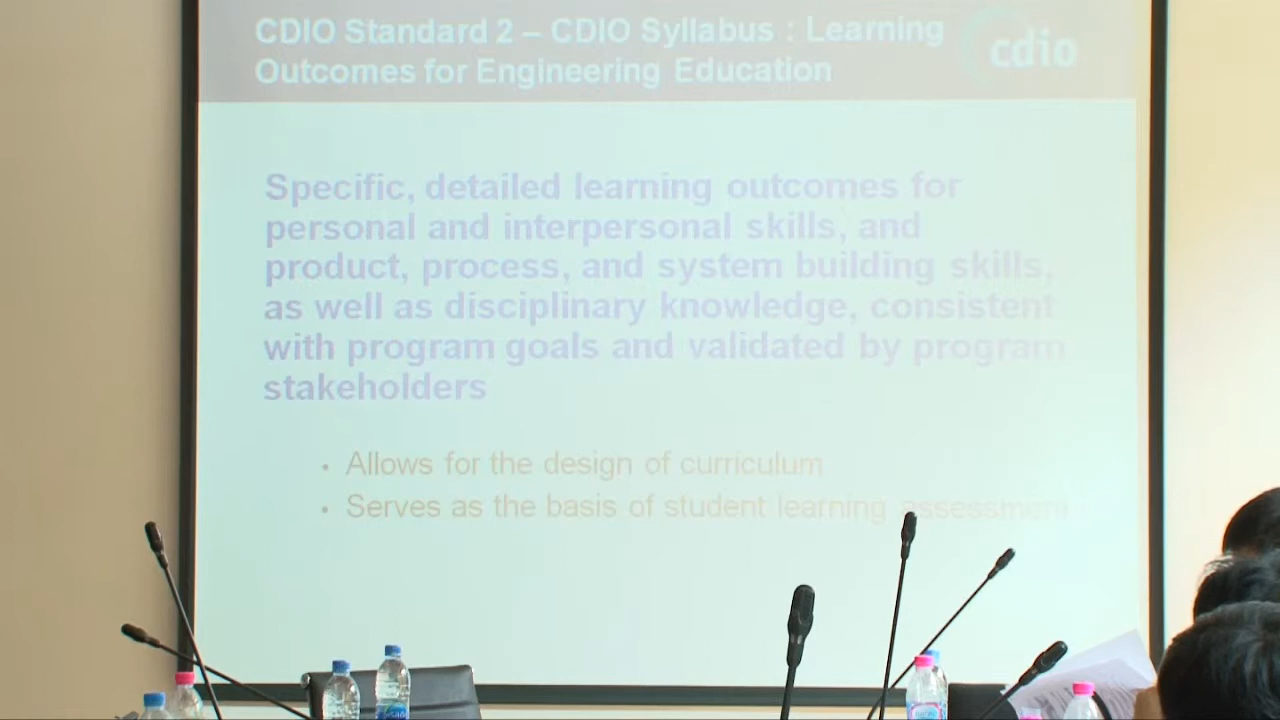 CDIO Standard 2 – CDIO Syllabus : Learning
Outcomes for Engineering Education
cdio
Specific, detailed learning outcomes for
personal and interpersonal skills, and
product, process, and system building skills,
as well as disciplinary knowledge, consistent
with program goals and validated by program
stakeholders
• Allows for the design of curriculum
• Serves as the basis of student learning assessment